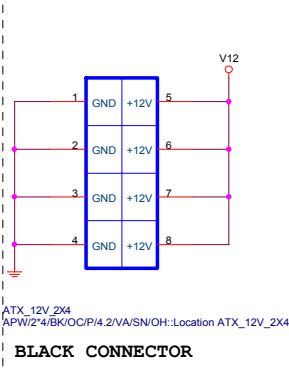 V12
1 GND +12V 5
2 GND +12V 6
3 GND +12V 7
4 GND +12V 8
ATX_12V_2X4
APW/2*4/BK/OC/P/4.2/VA/SN/OH::Location ATX_12V_2X4
BLACK CONNECTOR